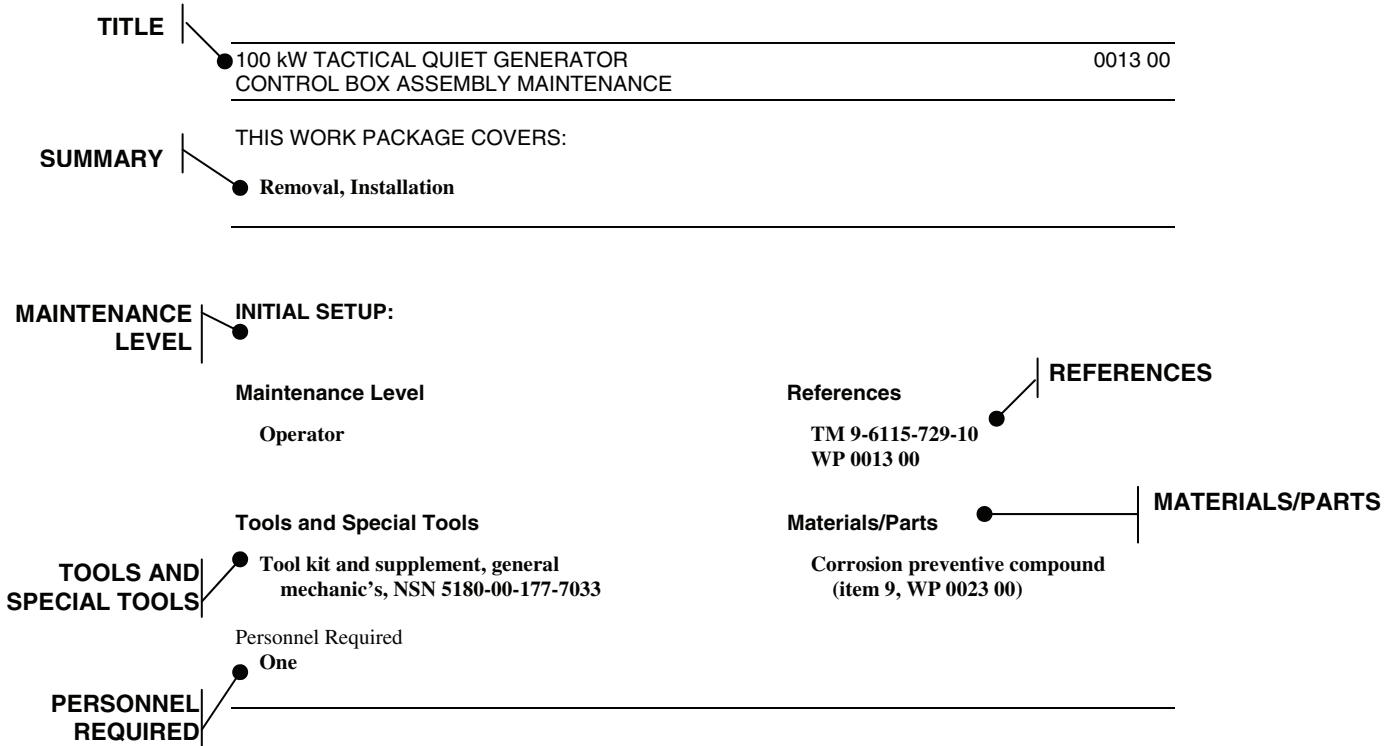 TITLE
100 kW TACTICAL QUIET GENERATOR 0013 00
CONTROL BOX ASSEMBLY MAINTENANCE
THIS WORK PACKAGE COVERS:
SUMMARY
Removal, Installation
MAINTENANCE
LEVEL
INITIAL SETUP:
REFERENCES
Maintenance Level
Operator
References
TM 9-6115-729-10
WP 0013 00
MATERIALS/PARTS
Tools and Special Tools
Tool kit and supplement, general
mechanic's, NSN 5180-00-177-7033
Materials/Parts
Corrosion preventive compound
(item 9, WP 0023 00)
TOOLS AND
SPECIAL TOOLS
Personnel Required
One
PERSONNEL
REQUIRED